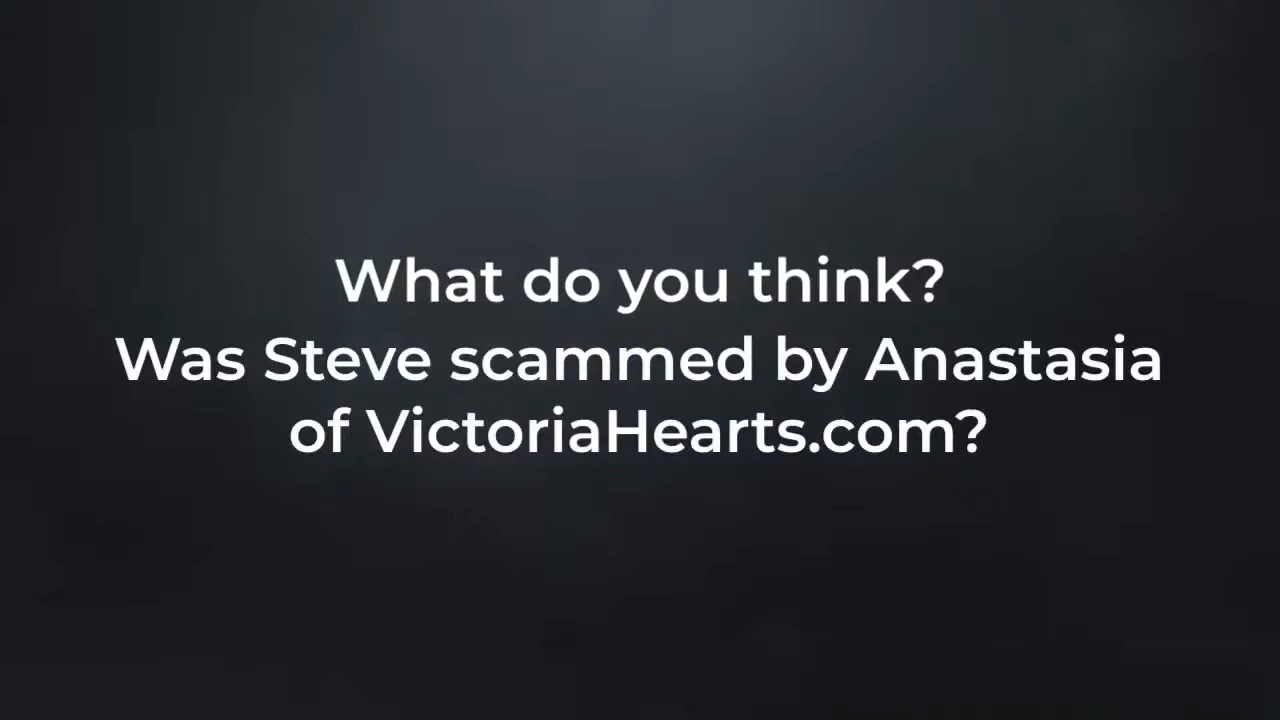 What do you think?
Was Steve scammed by Anastasia
of VictoriaHearts.com?